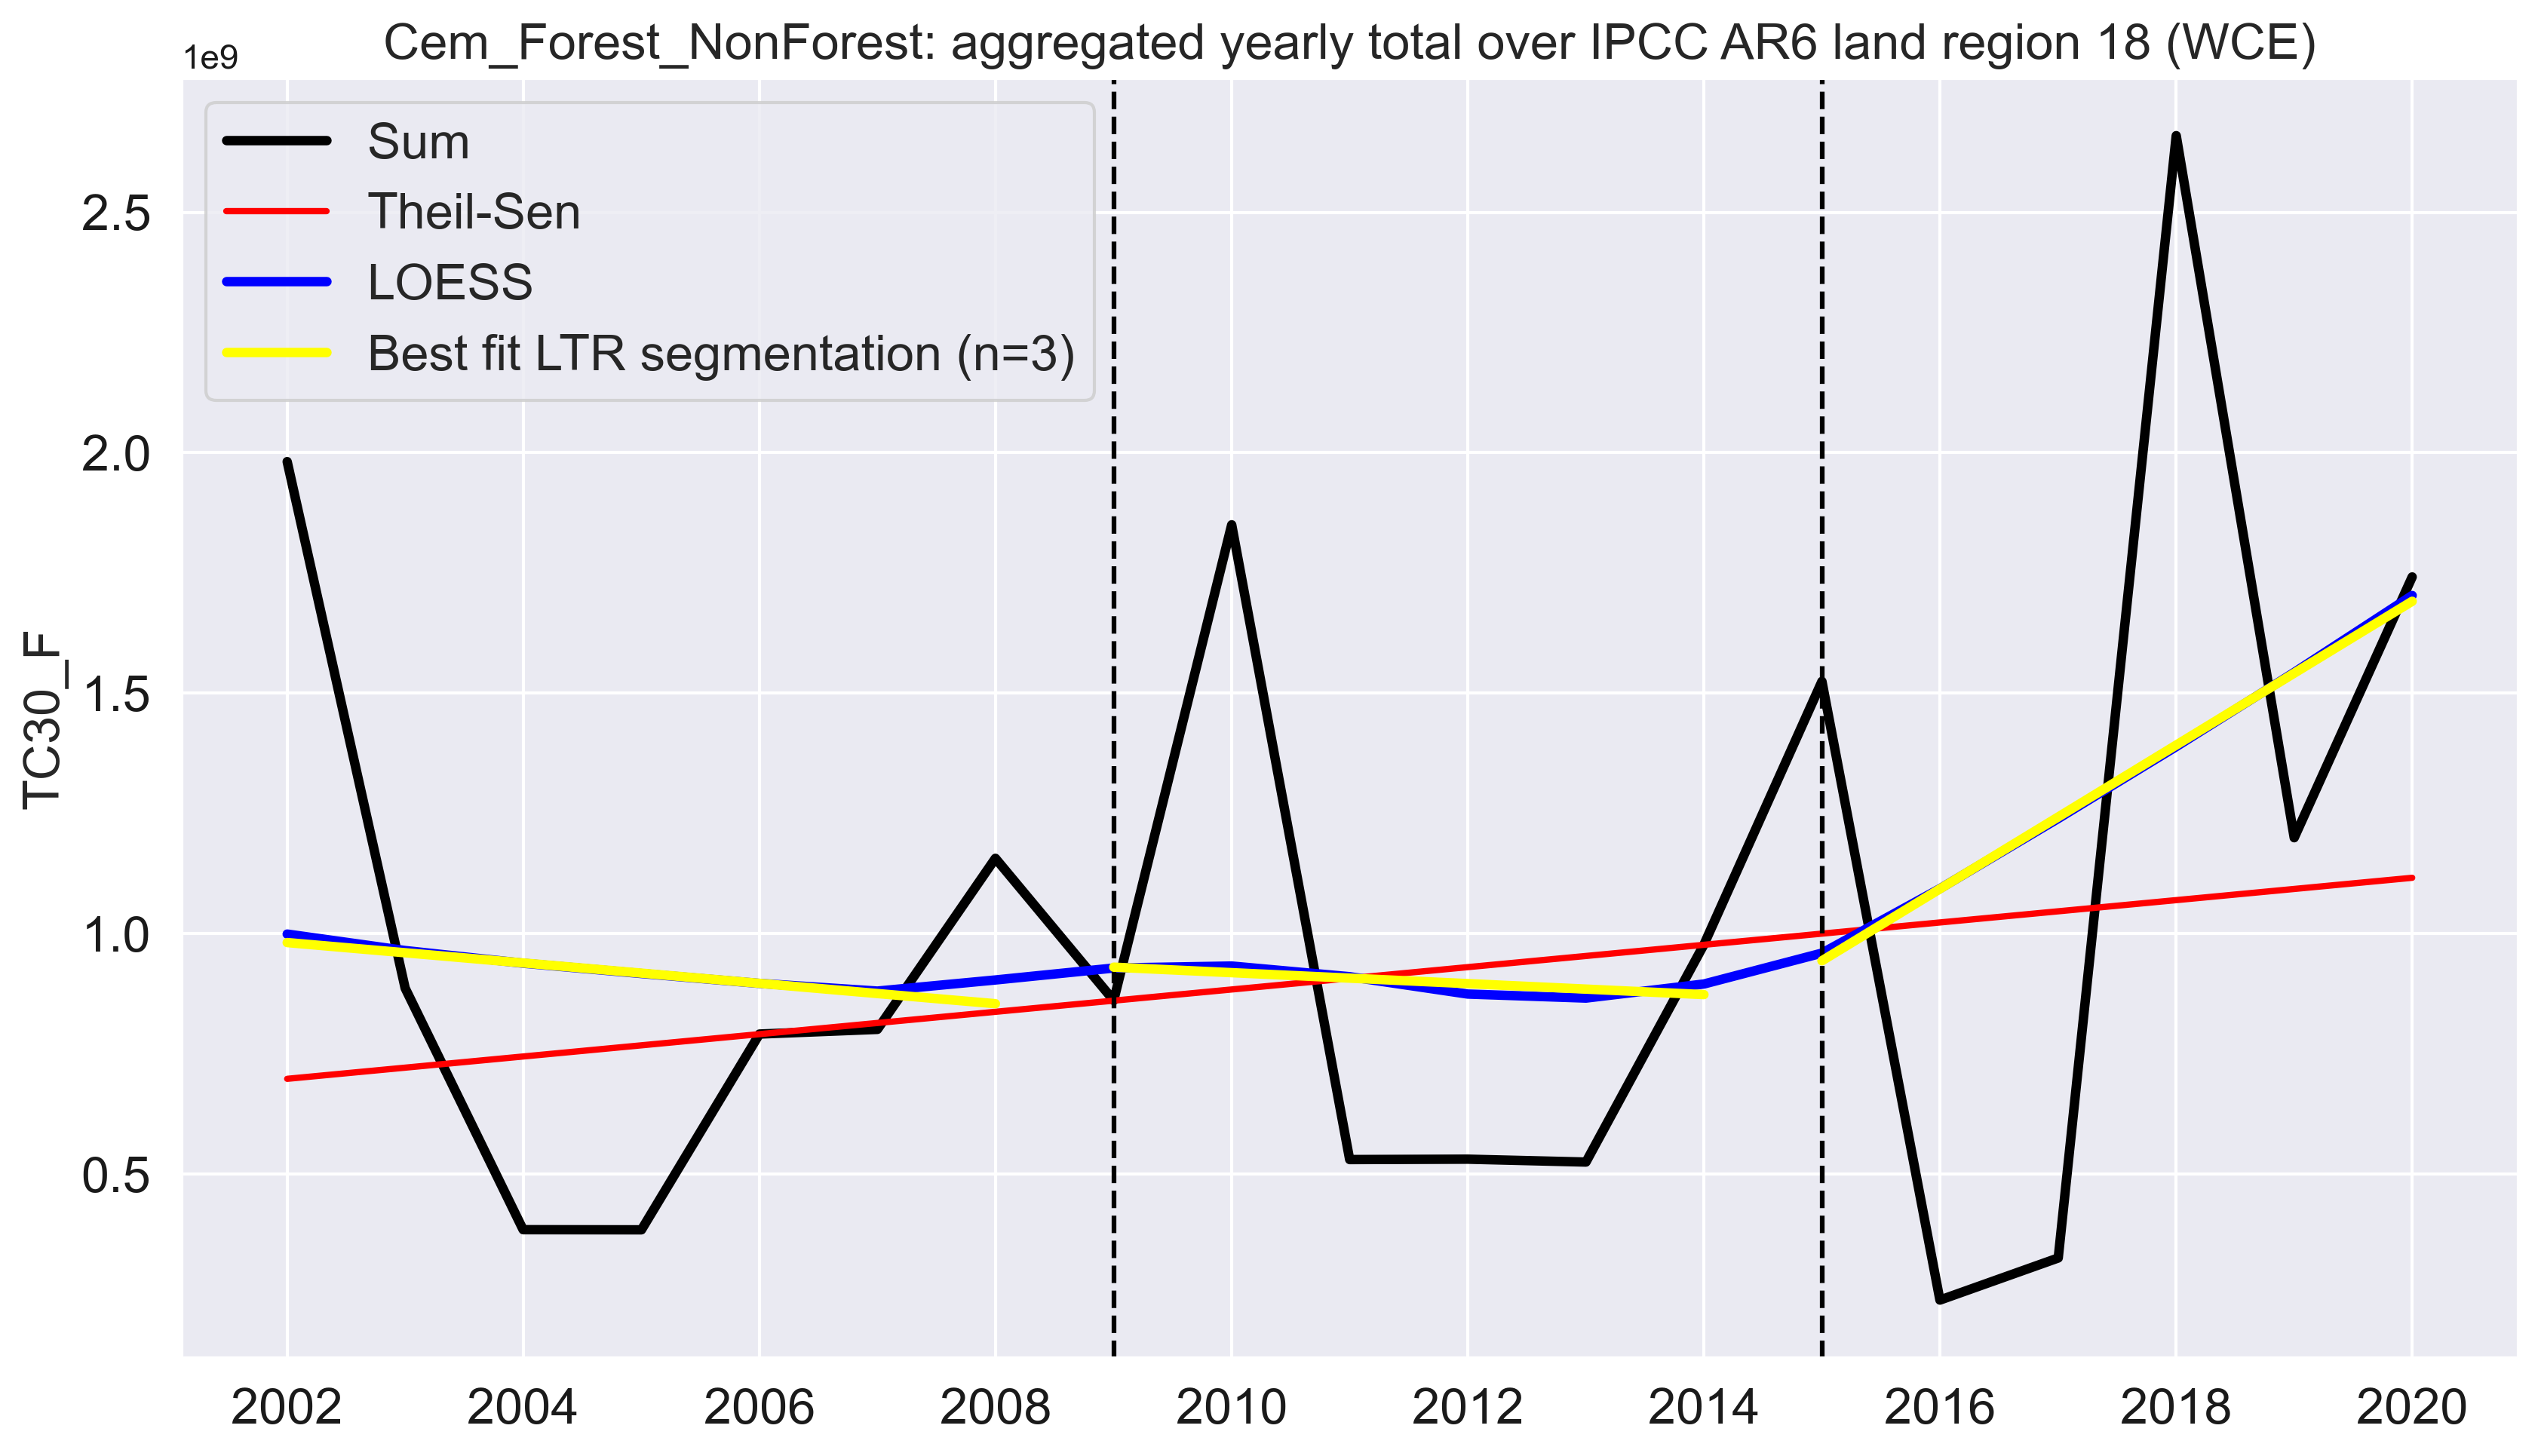 Cem_Forest_NonForest: aggregated yearly total over IPCC AR6 land region 18 (WCE)
1e9
Sum
Theil-Sen
LOESS
Best fit LTR segmentation (n=3)
2.5
2.0
1.5
1.0
0.5
TC30_F
2002 2004 2006 2008 2010 2012 2014 2016 2018 2020